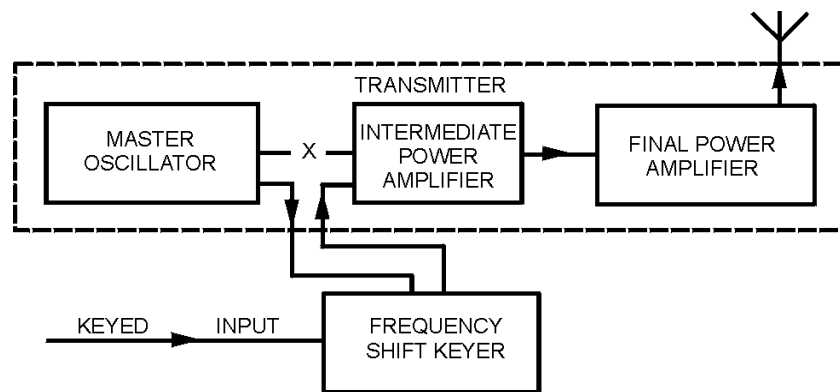 TRANSMITTER
MASTER
OSCILLATOR
X
INTERMEDIATE
POWER
AMPLIFIER
FINAL POWER
AMPLIFIER
KEYED
INPUT
FREQUENCY
SHIFT KEYER